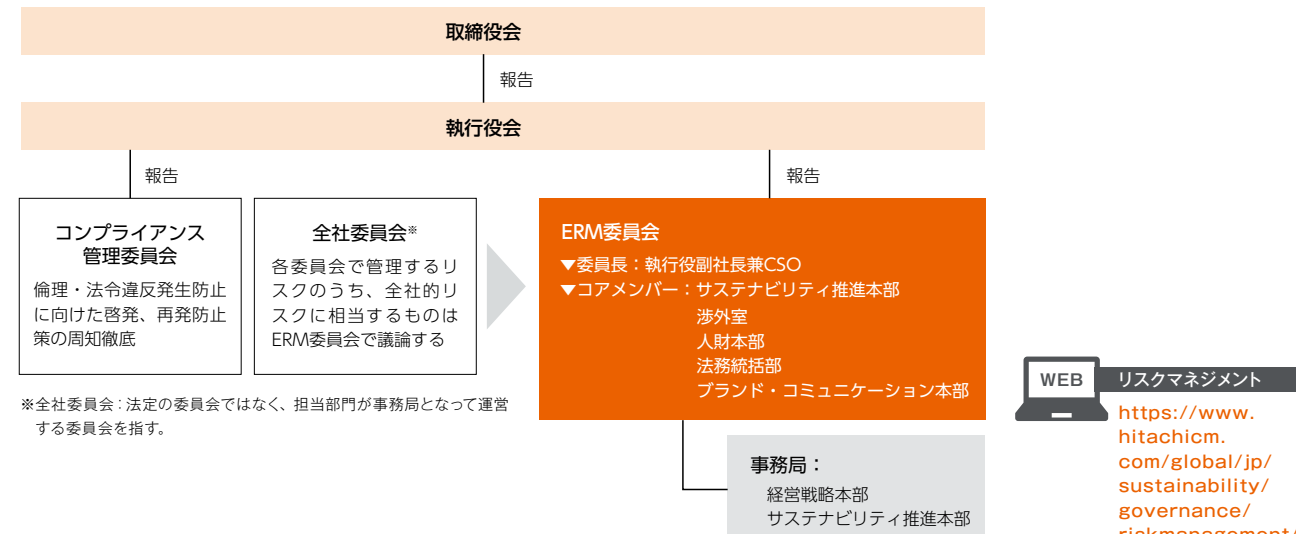 取締役会
報告
執行役会
報告
報告
コンプライアンス
管理委員会
倫理・法令違反発生防止
に向けた啓発、再発防止
策の周知徹底
全社委員会※
各委員会で管理するリ
スクのうち、全社的リ
スクに相当するものは
ERM委員会で議論する
ERM委員会
▼委員長：執行役副社長兼CSO
▼コアメンバー：サステナビリティ推進本部
渉外室
人財本部
法務統括部
ブランド・コミュニケーション本部
※全社委員会：法定の委員会ではなく、担当部門が事務局となって運営
する委員会を指す。
事務局：
経営戦略本部
サステナビリティ推進本部
WEB リスクマネジメント
https://www.
hitachicm.
com/global/jp/
sustainability/
governance/
riskmanagement/